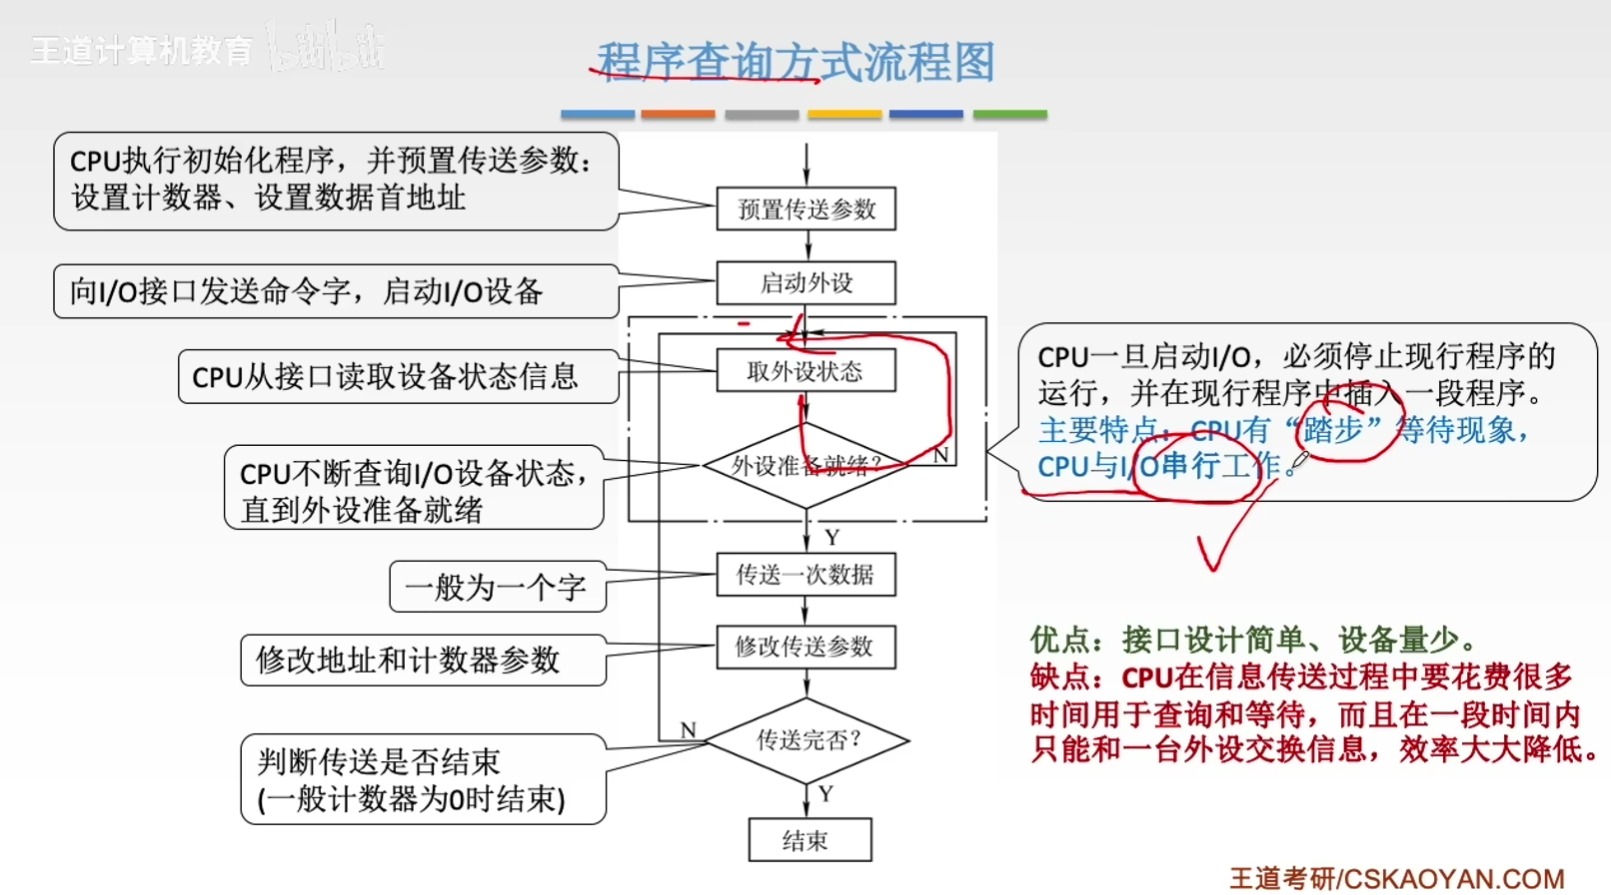 王道计算机教育 bilibili
程序查询方式流程图
CPU执行初始化程序，并预置传送参数：
设置计数器、设置数据首地址
预置传送参数
向I/O接口发送命令字，启动I/O设备
启动外设
CPU从接口读取设备状态信息
取外设状态
CPU一旦启动I/O，必须停止现行程序的
运行，并在现行程序中插入一段程序。
主要特点：CPU有“踏步”等待现象，
CPU与I/O串行工作。
CPU不断查询I/O设备状态，
直到外设准备就绪
外设准备就绪？
N
Y
一般为一个字
传送一次数据
修改地址和计数器参数
修改传送参数
优点：接口设计简单、设备量少。
缺点：CPU在信息传送过程中要花费很多
时间用于查询和等待，而且在一段时间内
只能和一台外设交换信息，效率大大降低。
判断传送是否结束
(一般计数器为0时结束)
N
传送完否？
Y
结束
王道考研/CSKAOYAN.COM